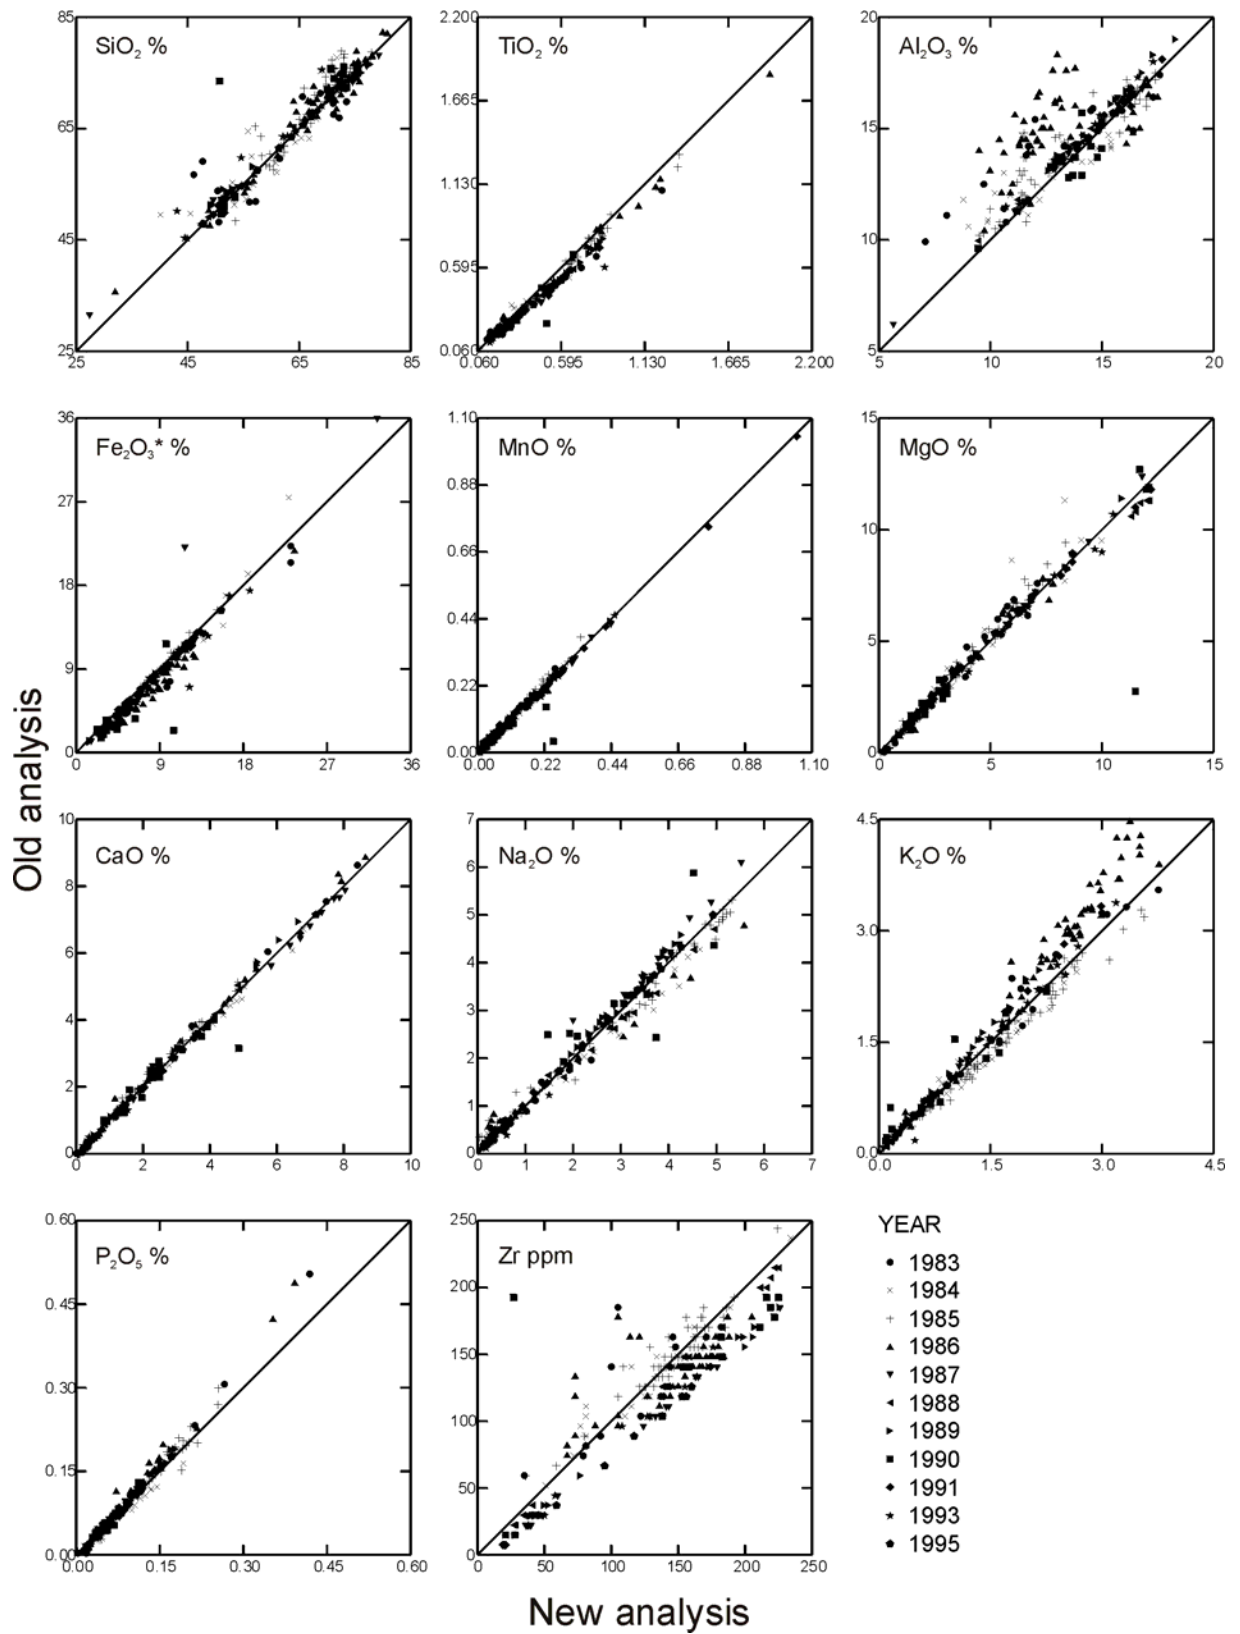 85
65
45
25
25 45 65 85
SiO₂ %
2.200
1.665
1.130
0.595
0.060
0.060 0.595 1.130 1.665 2.200
TiO₂ %
20
15
10
5
5 10 15 20
Al₂O₃ %
36
27
18
9
0
0 9 18 27 36
Fe₂O₃* %
1.10
0.88
0.66
0.44
0.22
0.00
0.00 0.22 0.44 0.66 0.88 1.10
MnO %
15
10
5
0
0 5 10 15
MgO %
Old analysis
10
8
6
4
2
0
0 2 4 6 8 10
CaO %
7
6
5
4
3
2
1
0
0 1 2 3 4 5 6 7
Na₂O %
4.5
3.0
1.5
0.0
0.0 1.5 3.0 4.5
K₂O %
0.60
0.45
0.30
0.15
0.00
0.00 0.15 0.30 0.45 0.60
P₂O₅ %
250
200
150
100
50
0
0 50 100 150 200 250
Zr ppm
YEAR
1983
1984
1985
1986
1987
1988
1989
1990
1991
1993
1995
New analysis